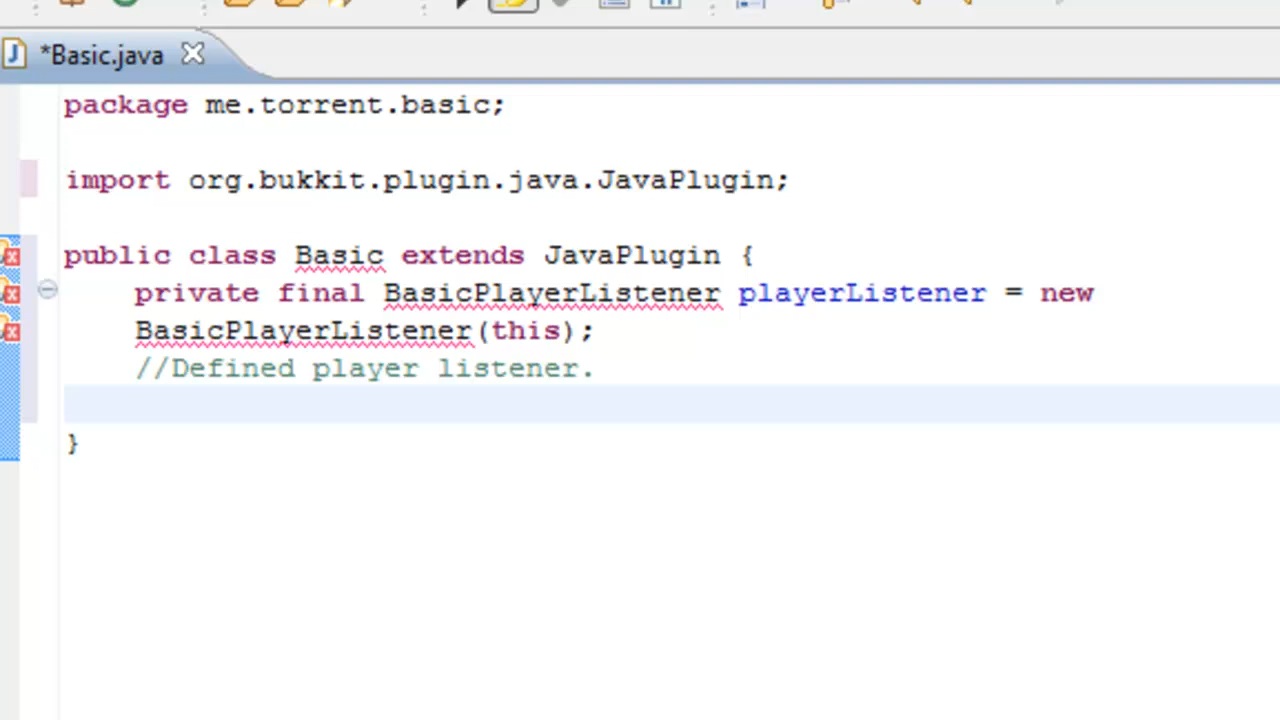 *Basic.java
package me.torrent.basic;
import org.bukkit.plugin.java.JavaPlugin;
public class Basic extends JavaPlugin {
private final BasicPlayerListener playerListener = new
BasicPlayerListener(this);
//Defined player listener.
}